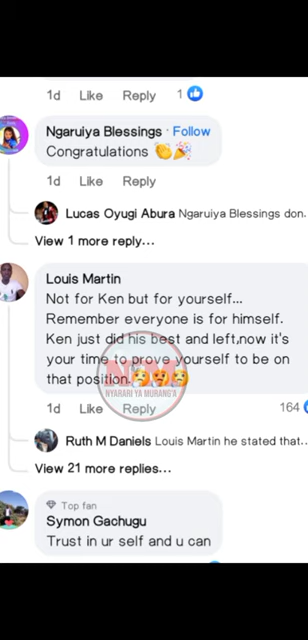 1d Like Reply 1
Ngaruiya Blessings · Follow
Congratulations 👏🎉
1d Like Reply
Lucas Oyugi Abura Ngaruiya Blessings don..
View 1 more reply...
Louis Martin
Not for Ken but for yourself...
Remember everyone is for himself.
Ken just did his best and left,now it's
your time to prove yourself to be on
that position.
NYARARI YA MURANG'A
1d Like Reply 164
Ruth M Daniels Louis Martin he stated that..
View 21 more replies...
Top fan
Symon Gachugu
Trust in ur self and u can